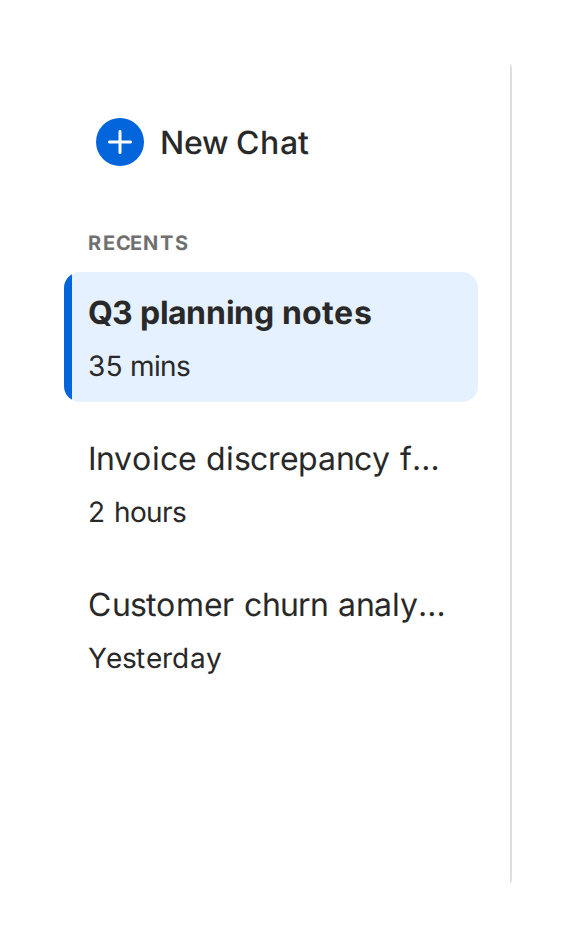 New Chat
RECENTS
Q3 planning notes
35 mins
Invoice discrepancy f...
2 hours
Customer churn analy...
Yesterday